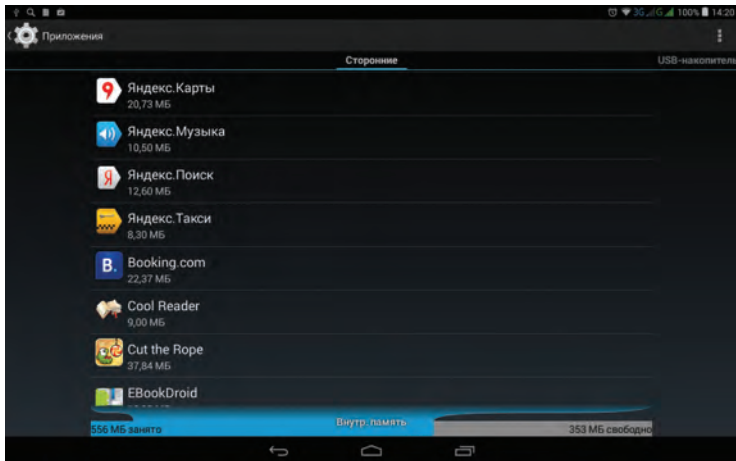 3G G 100% 14:20
Приложения
Сторонние USB-накопитель
Яндекс.Карты
20,73 МБ
Яндекс.Музыка
10,50 МБ
Яндекс.Поиск
12,60 МБ
Яндекс.Такси
8,30 МБ
B. Booking.com
22,37 МБ
Cool Reader
9,00 МБ
Cut the Rope
37,84 МБ
EBookDroid
556 МБ занято Внутр. память 353 МБ свободно